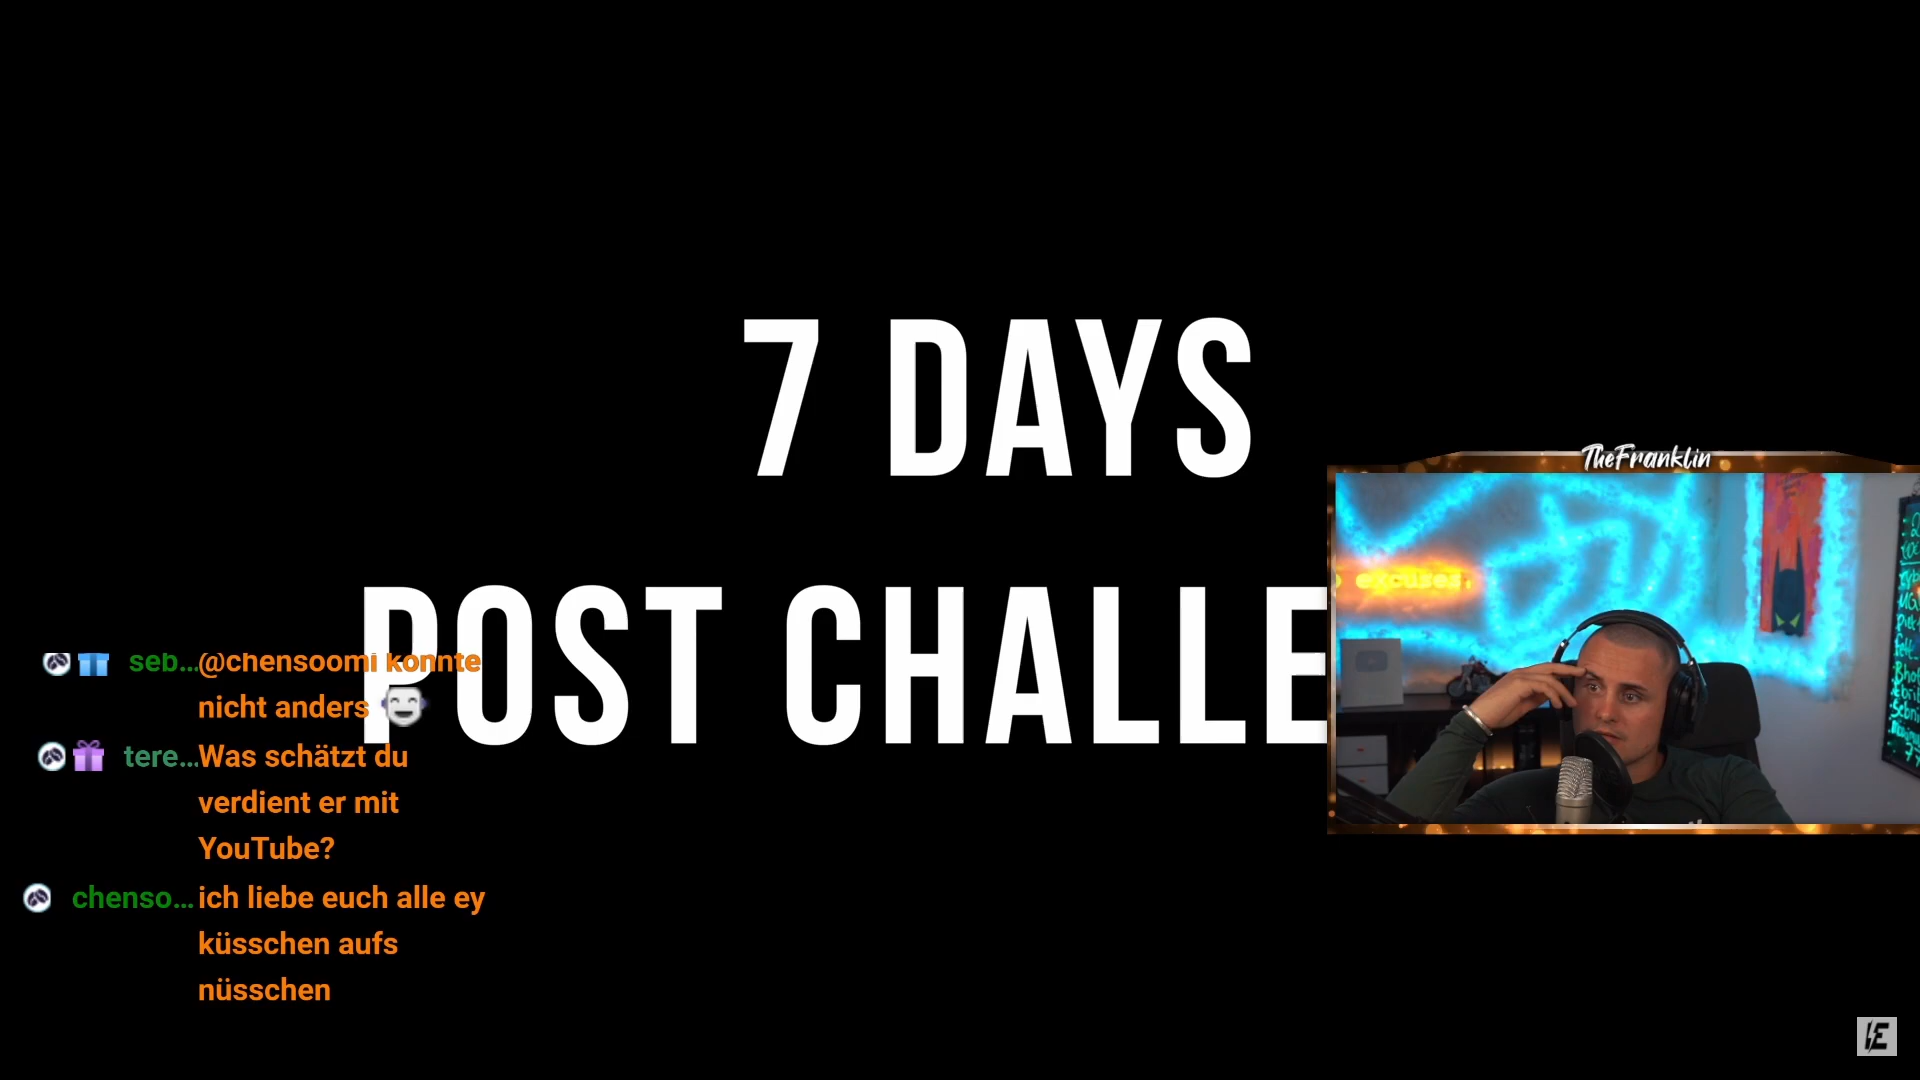 7 DAYS
POST CHALLE
TheFranklin
excuses.
seb...@chensoomi konnte
nicht anders
tere...Was schätzt du
verdient er mit
YouTube?
chenso...ich liebe euch alle ey
küsschen aufs
nüsschen